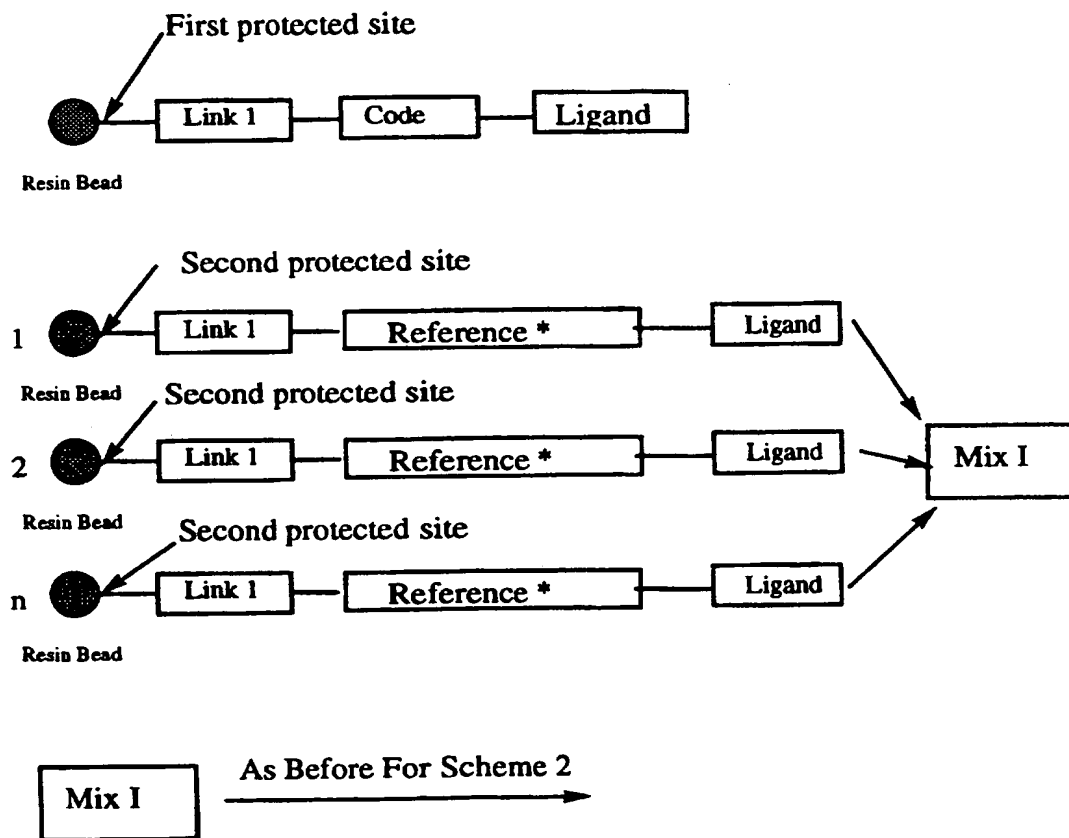 First protected site
Link 1 Code Ligand
Resin Bead
Second protected site
1 Link 1 Reference * Ligand
Resin Bead
Second protected site
2 Link 1 Reference * Ligand
Mix I
Resin Bead
Second protected site
n Link 1 Reference * Ligand
Resin Bead
As Before For Scheme 2
Mix I